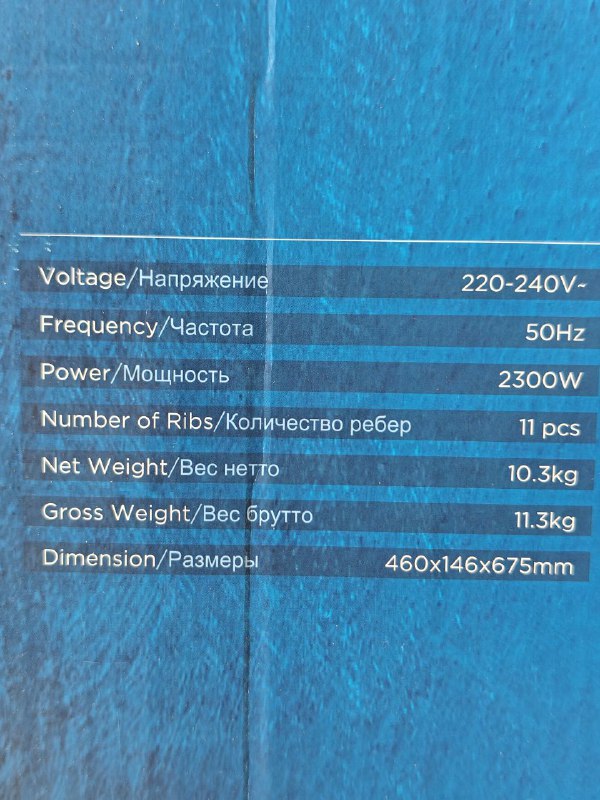 Voltage/Напряжение 220-240V~
Frequency/Частота 50Hz
Power/Мощность 2300W
Number of Ribs/Количество ребер 11 pcs
Net Weight/Вес нетто 10.3kg
Gross Weight/Вес брутто 11.3kg
Dimension/Размеры 460x146x675mm